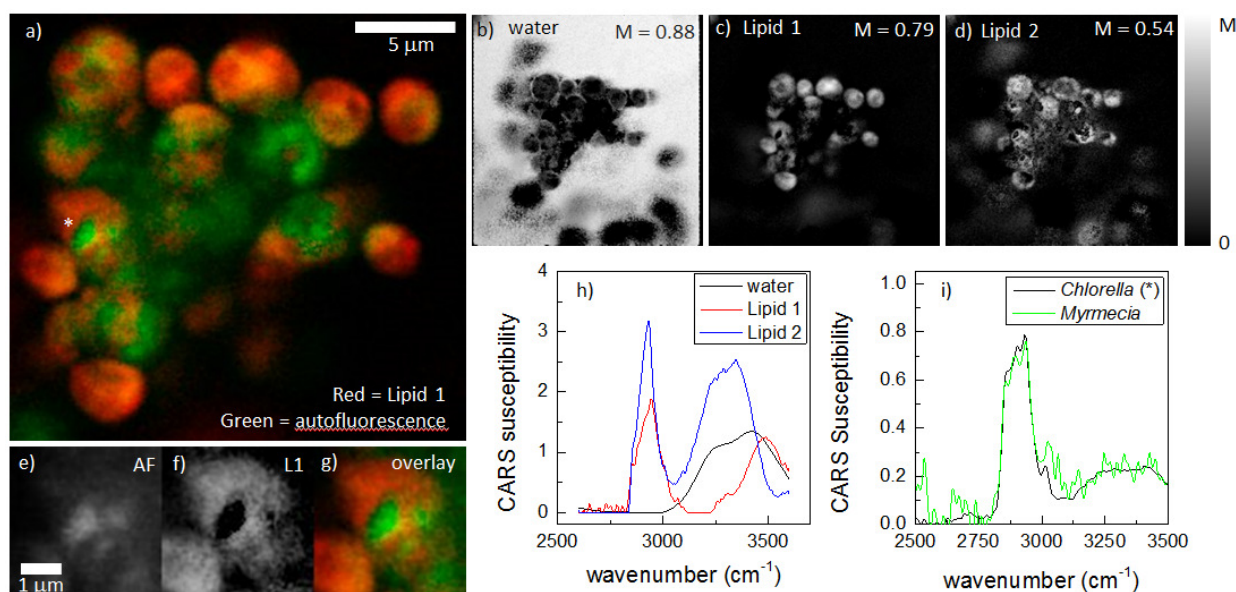 a)
5 μm
Red = Lipid 1
Green = autofluorescence
b) water
M = 0.88
c) Lipid 1
M = 0.79
d) Lipid 2
M = 0.54
M
0
e)
AF
1 μm
f)
L1
g)
overlay
*
h)
water
Lipid 1
Lipid 2
CARS susceptibility
4
3
2
1
0
2500
3000
3500
wavenumber (cm⁻¹)
i)
Chlorella (*)
Myrmecia
CARS Susceptibility
1.0
0.8
0.6
0.4
0.2
0.0
2500
2750
3000
3250
3500
wavenumber (cm⁻¹)